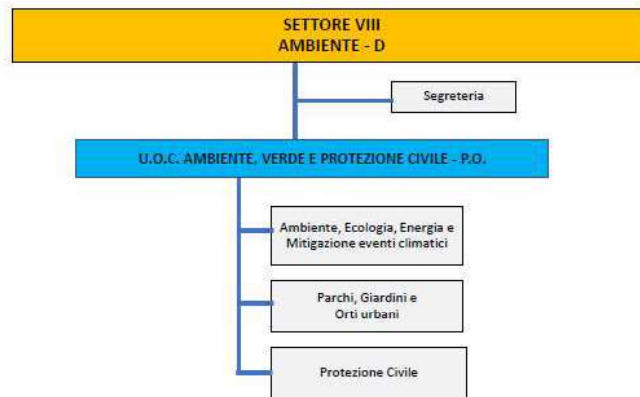 SETTORE VIII
AMBIENTE - D
Segreteria
U.O.C. AMBIENTE, VERDE E PROTEZIONE CIVILE - P.O.
Ambiente, Ecologia, Energia e
Mitigazione eventi climatici
Parchi, Giardini e
Orti urbani
Protezione Civile